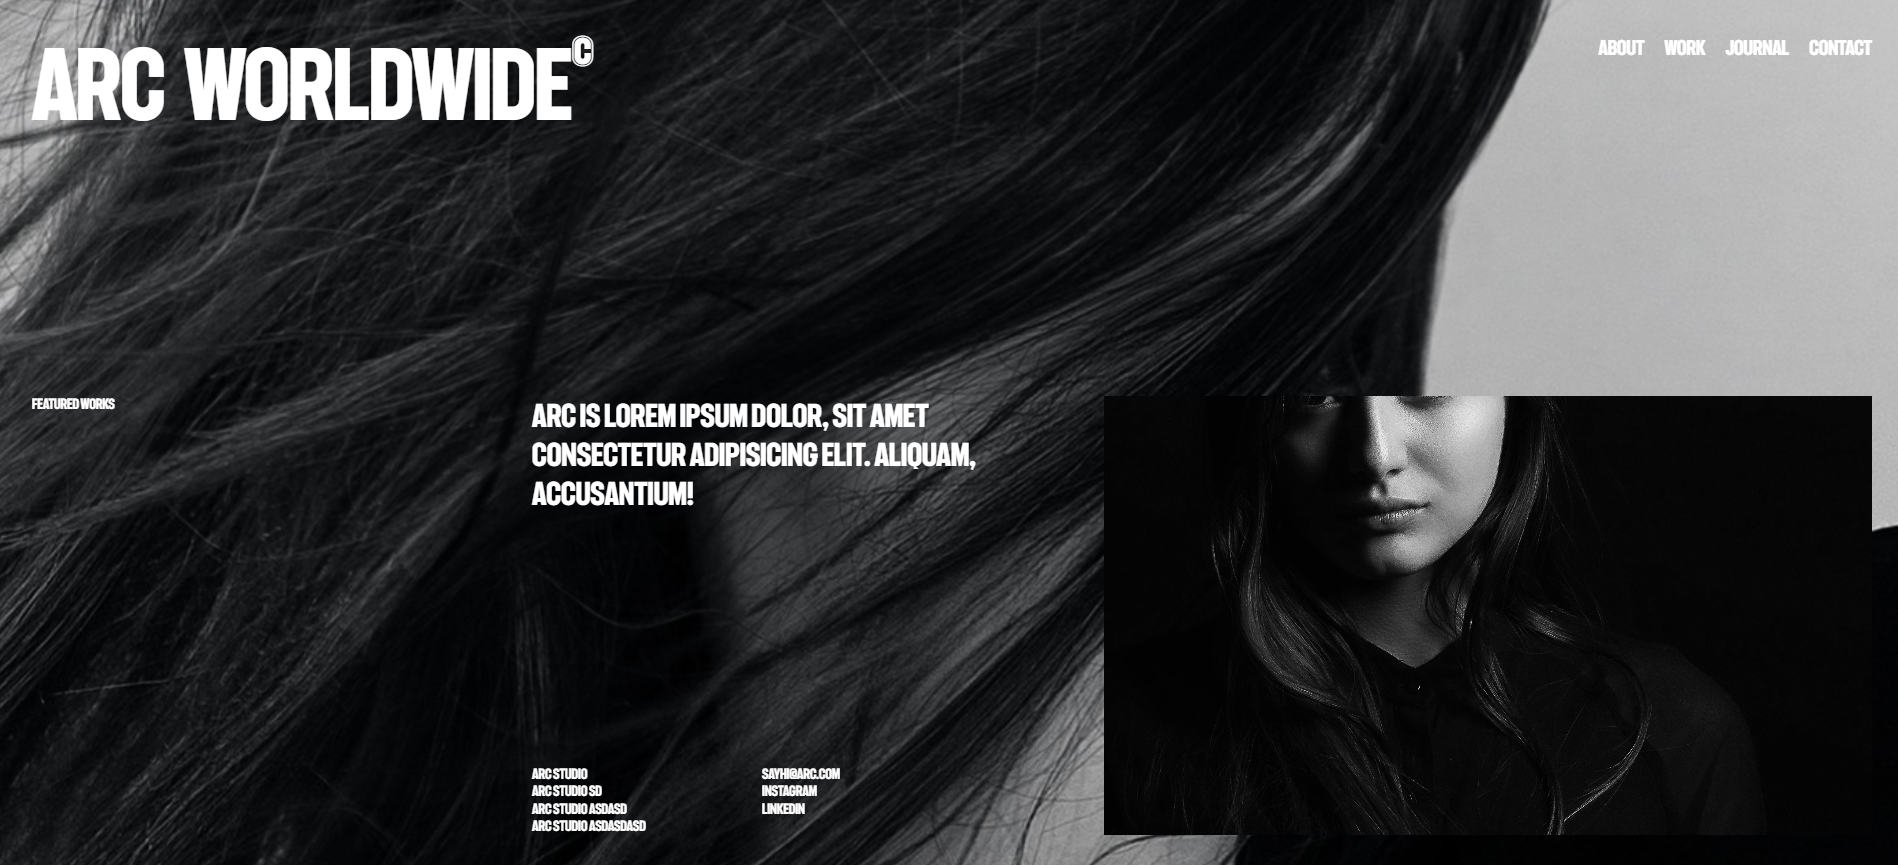 ARC WORLDWIDE©
ABOUT WORK JOURNAL CONTACT
FEATURED WORKS
ARC IS LOREM IPSUM DOLOR, SIT AMET
CONSECTETUR ADIPISICING ELIT. ALIQUAM,
ACCUSANTIUM!
ARC STUDIO
ARC STUDIO SD
ARC STUDIO ASDASD
ARC STUDIO ASDASDASD
SAYHI@ARC.COM
INSTAGRAM
LINKEDIN